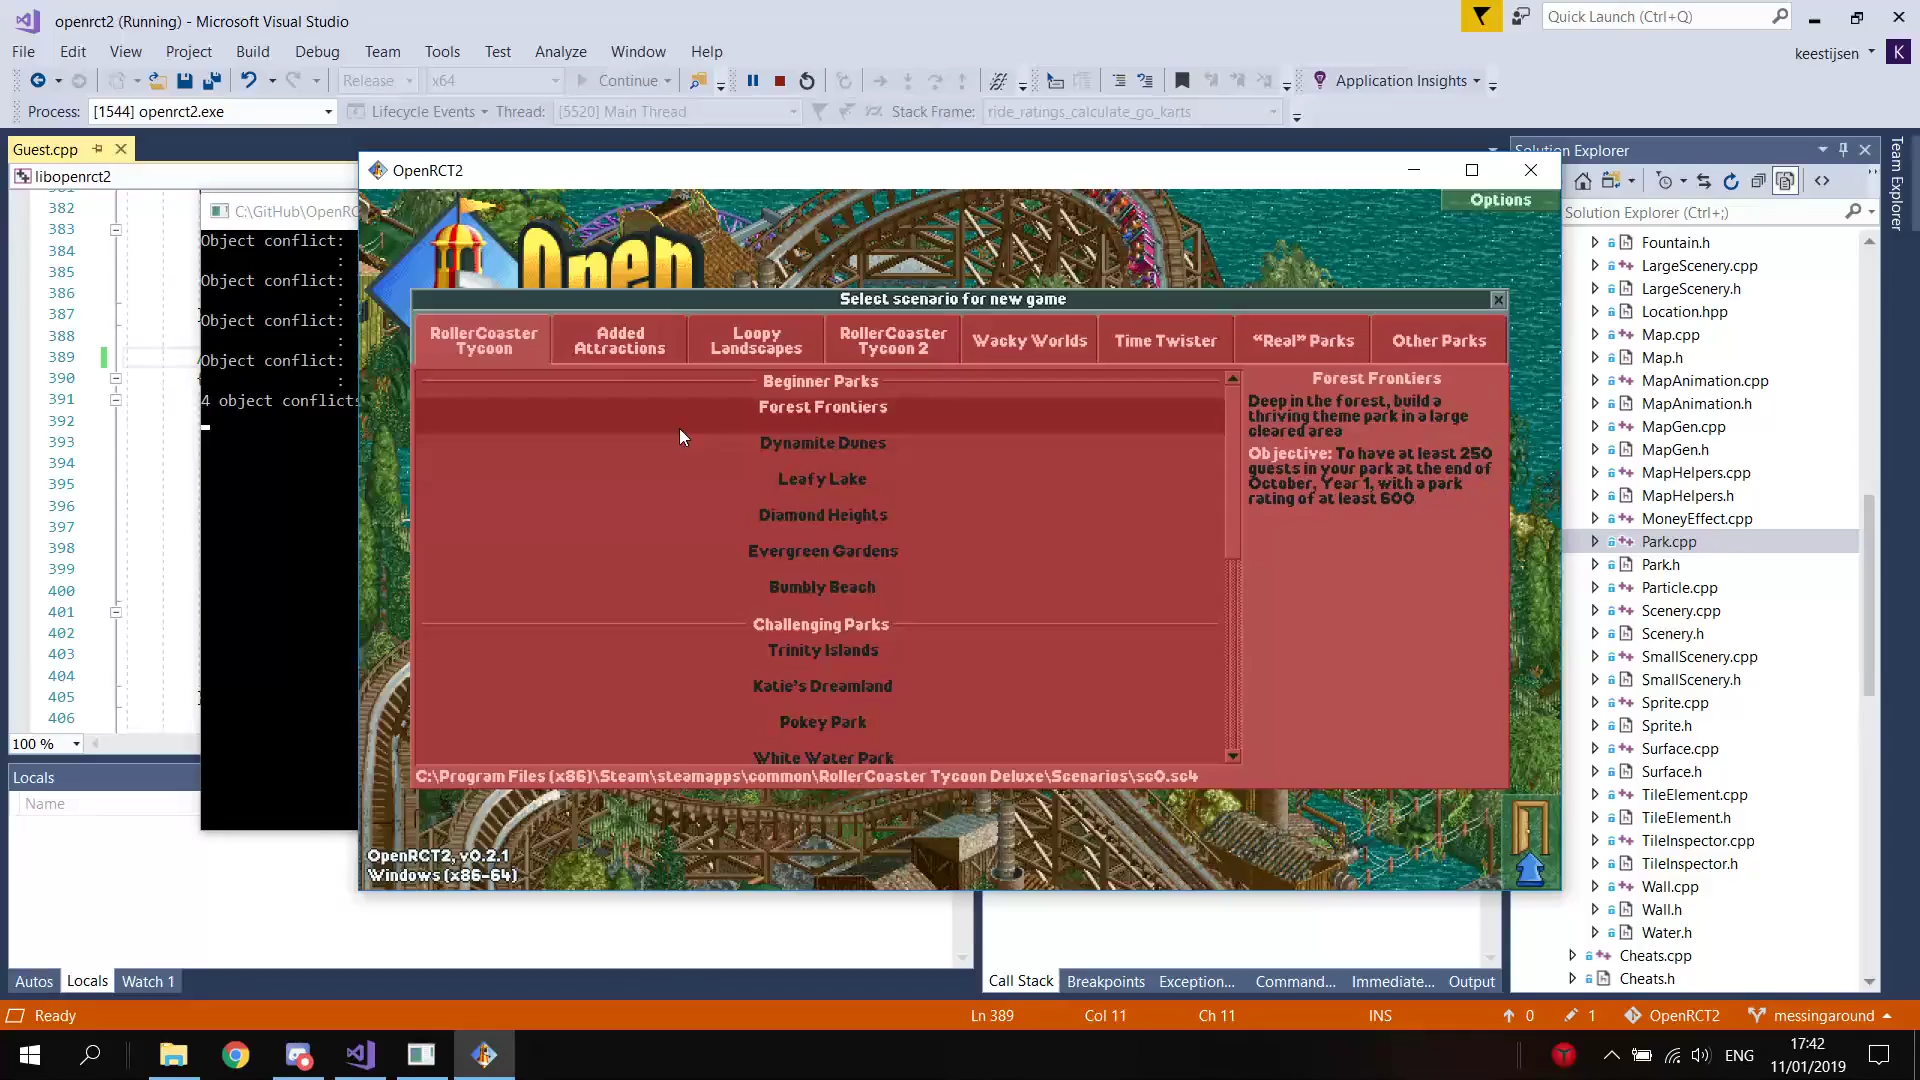 openrct2 (Running) - Microsoft Visual Studio
Quick Launch (Ctrl+Q)
File Edit View Project Build Debug Team Tools Test Analyze Window Help
keestijsen K
Release x64 Continue Application Insights
Process: [1544] openrct2.exe Lifecycle Events Thread: [5520] Main Thread Stack Frame: ride_ratings_calculate_go_karts
Guest.cpp
libopenrct2
382
383
384
385
386
387
388
389
390
391
392
393
394
395
396
397
398
399
400
401
402
403
404
405
406
100 %
C:\GitHub\OpenRC
Object conflict:
:
Object conflict:
:
Object conflict:
:
Object conflict:
:
4 object conflicts
OpenRCT2
Options
Open
Select scenario for new game
RollerCoaster Tycoon
Added Attractions
Loopy Landscapes
RollerCoaster Tycoon 2
Wacky Worlds
Time Twister
“Real” Parks
Other Parks
Beginner Parks
Forest Frontiers
Dynamite Dunes
Leafy Lake
Diamond Heights
Evergreen Gardens
Bumbly Beach
Challenging Parks
Trinity Islands
Katie's Dreamland
Pokey Park
White Water Park
Forest Frontiers
Deep in the forest, build a
thriving theme park in a large
cleared area
Objective: To have at least 250
guests in your park at the end of
October, Year 1, with a park
rating of at least 600
C:\Program Files (x86)\Steam\steamapps\common\RollerCoaster Tycoon Deluxe\Scenarios\sc0.sc4
OpenRCT2, v0.2.1
Windows (x86-64)
Solution Explorer
Solution Explorer (Ctrl+;)
Fountain.h
LargeScenery.cpp
LargeScenery.h
Location.hpp
Map.cpp
Map.h
MapAnimation.cpp
MapAnimation.h
MapGen.cpp
MapGen.h
MapHelpers.cpp
MapHelpers.h
MoneyEffect.cpp
Park.cpp
Park.h
Particle.cpp
Scenery.cpp
Scenery.h
SmallScenery.cpp
SmallScenery.h
Sprite.cpp
Sprite.h
Surface.cpp
Surface.h
TileElement.cpp
TileElement.h
TileInspector.cpp
TileInspector.h
Wall.cpp
Wall.h
Water.h
Cheats.cpp
Cheats.h
Team Explorer
Locals
Name
Autos Locals Watch 1
Call Stack Breakpoints Exception... Command... Immediate... Output
Ready Ln 389 Col 11 Ch 11 INS 0 1 OpenRCT2 messingaround
ENG
17:42
11/01/2019